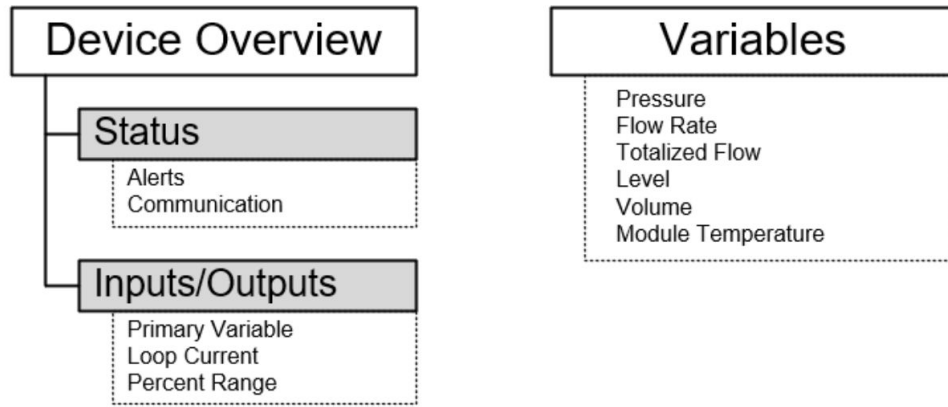 Device Overview
Status
Alerts
Communication
Inputs/Outputs
Primary Variable
Loop Current
Percent Range
Variables
Pressure
Flow Rate
Totalized Flow
Level
Volume
Module Temperature